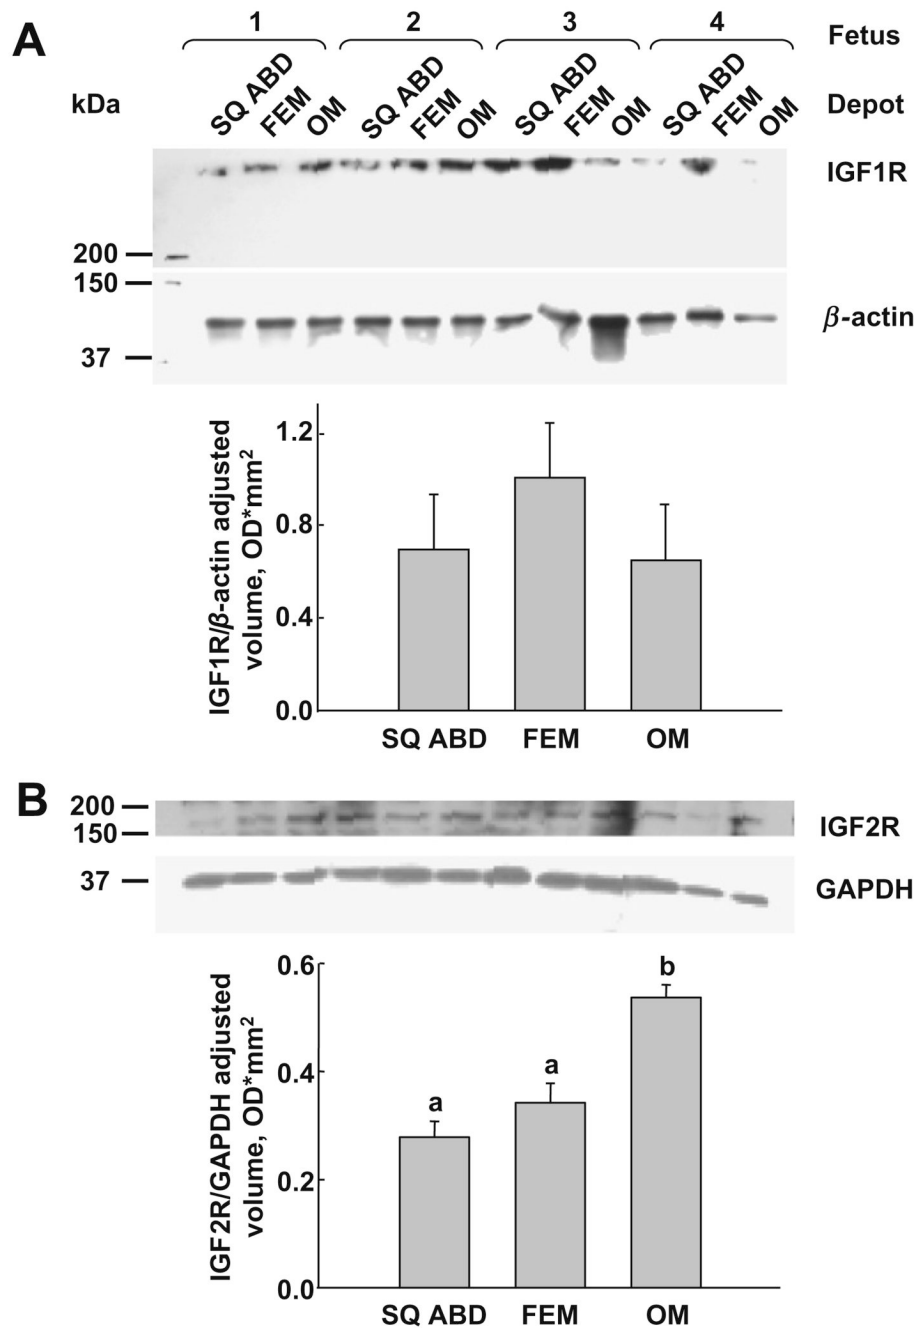 A
1 2 3 4 Fetus
kDa SQ ABD FEM OM SQ ABD FEM OM SQ ABD FEM OM SQ ABD FEM OM Depot
IGF1R
200
150
β-actin
37
IGF1R/β-actin adjusted
volume, OD*mm²
1.2
0.8
0.4
0.0
SQ ABD FEM OM
B
200
150
IGF2R
37
GAPDH
IGF2R/GAPDH adjusted
volume, OD*mm²
0.6
0.4
0.2
0.0
a
a
b
SQ ABD FEM OM